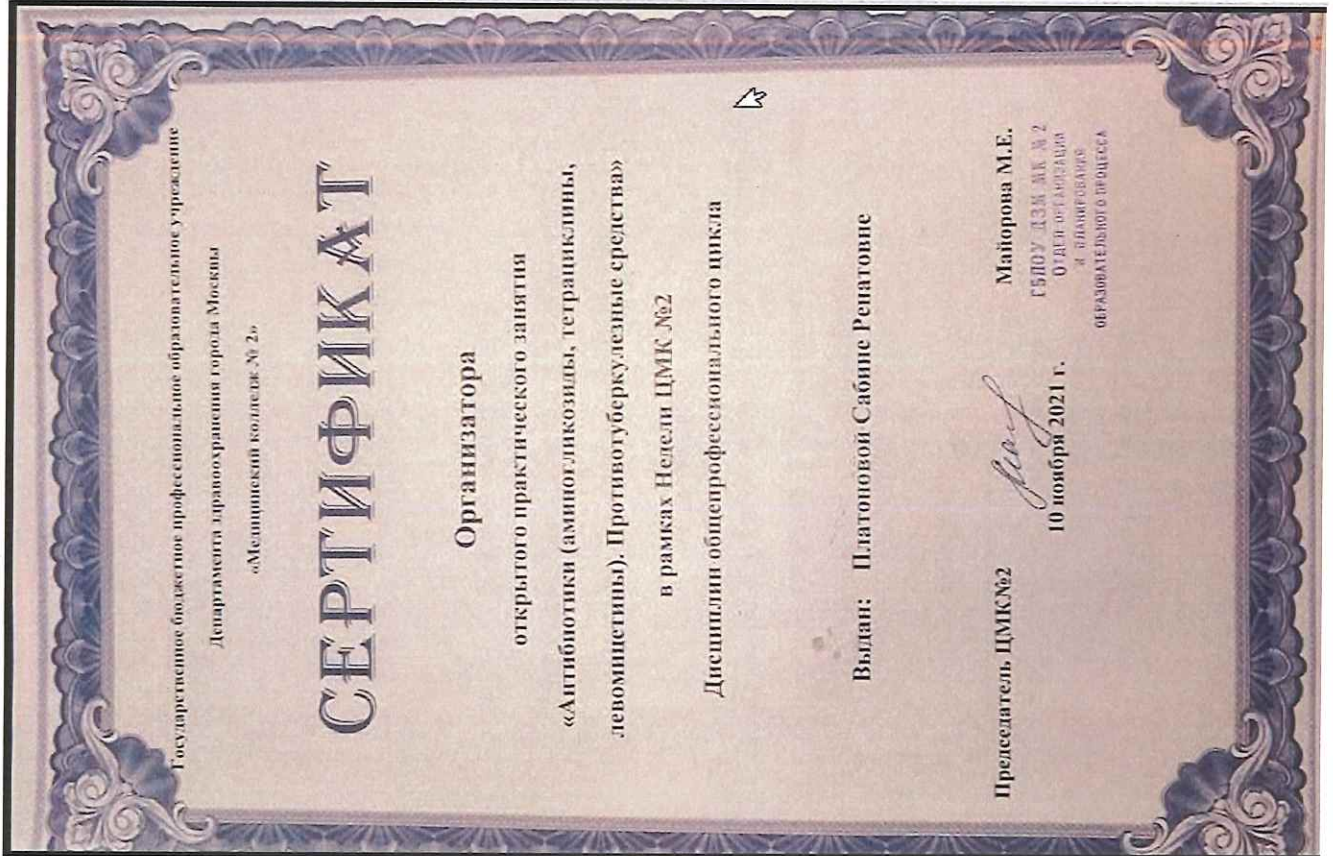 Государственное бюджетное профессиональное образовательное учреждение
Департамента здравоохранения города Москвы
«Медицинский колледж № 2»
СЕРТИФИКАТ
Организатора
открытого практического занятия
«Антибиотики (аминогликозиды, тетрациклины,
левомицетины). Противотуберкулезные средства»
в рамках Недели ЦМК №2
Дисциплин общепрофессионального цикла
Выдан: Платоновой Сабине Ренатовне
Председатель ЦМК№2 Майорова М.Е.
10 ноября 2021 г.
ГБПОУ ДЗМ МК № 2
ОТДЕЛ ОРГАНИЗАЦИИ
И ПЛАНИРОВАНИЯ
ОБРАЗОВАТЕЛЬНОГО ПРОЦЕССА